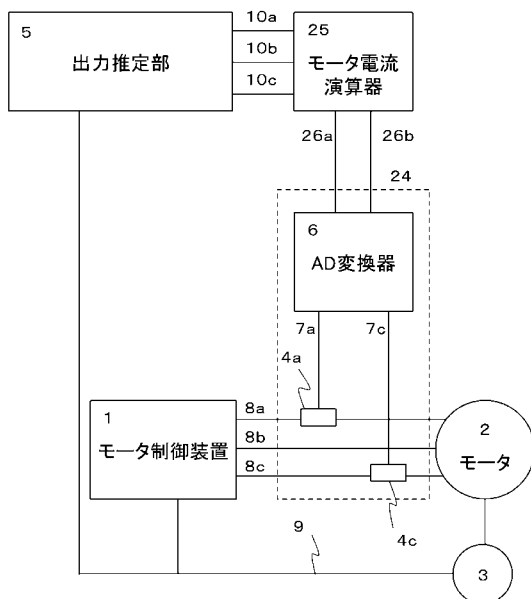 5
出力推定部
10a
10b
10c
25
モータ電流
演算器
26a
26b
24
6
AD変換器
7a
7c
4a
1
モータ制御装置
8a
8b
8c
2
モータ
4c
9
3